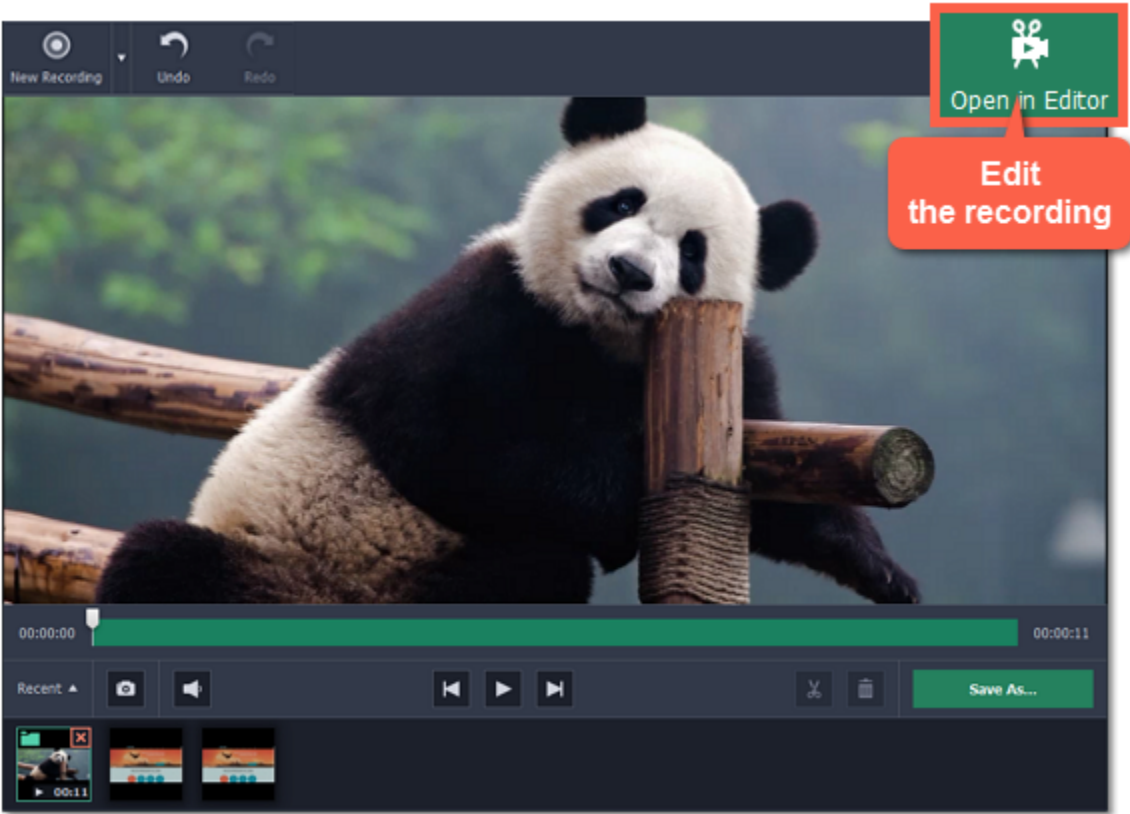 New Recording
Undo
Redo
Open in Editor
Edit
the recording
00:00:00
00:00:11
Recent
Save As...
00:11